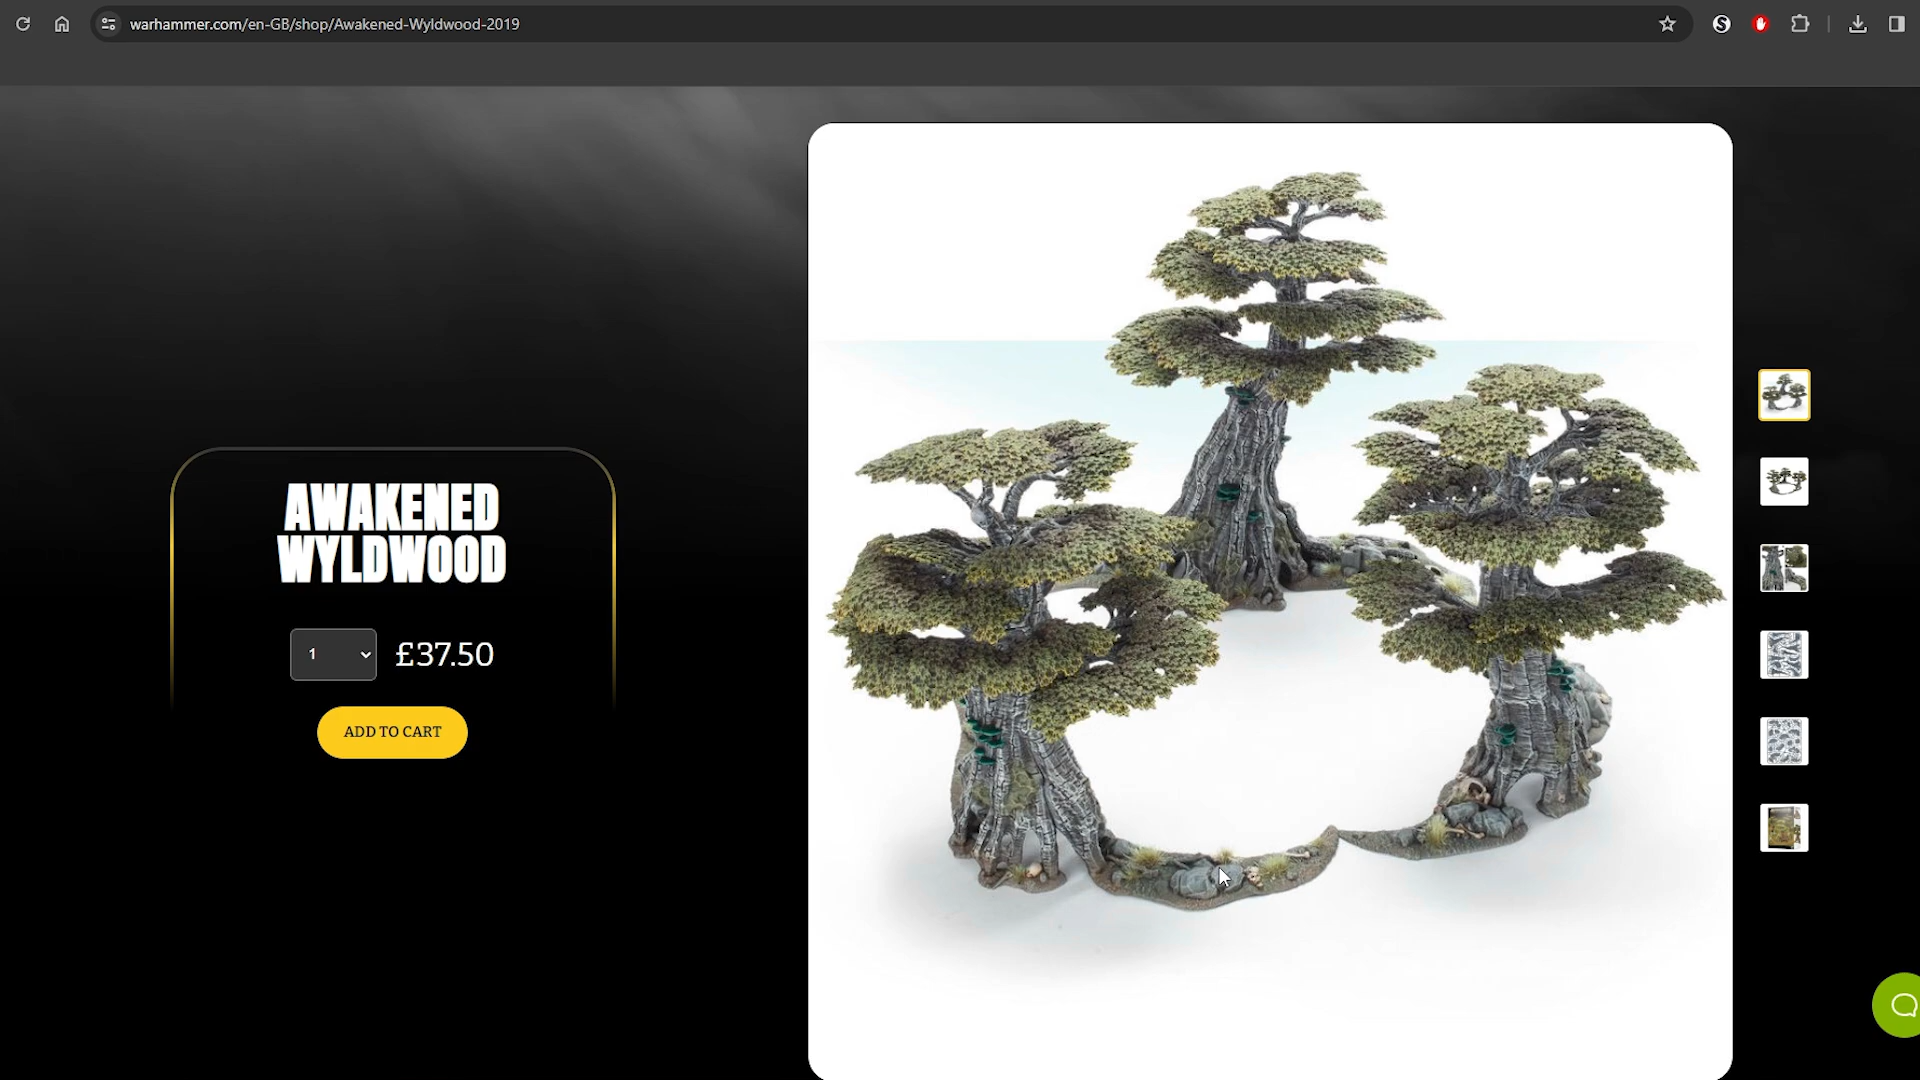 warhammer.com/en-GB/shop/Awakened-Wyldwood-2019
AWAKENED
WYLDWOOD
1
£37.50
ADD TO CART